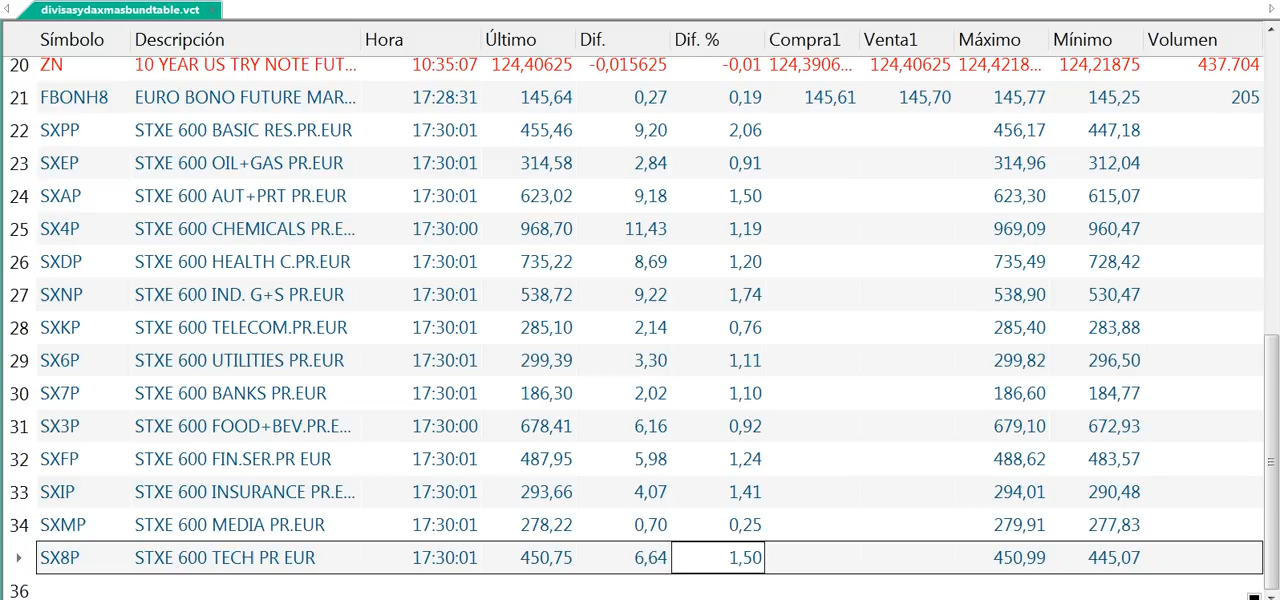 divisasydaxmasbundtable.vct
Símbolo Descripción Hora Último Dif. Dif. % Compra1 Venta1 Máximo Mínimo Volumen
20 ZN 10 YEAR US TRY NOTE FUT... 10:35:07 124,40625 -0,015625 -0,01 124,3906... 124,40625 124,4218... 124,21875 437.704
21 FBONH8 EURO BONO FUTURE MAR... 17:28:31 145,64 0,27 0,19 145,61 145,70 145,77 145,25 205
22 SXPP STXE 600 BASIC RES.PR.EUR 17:30:01 455,46 9,20 2,06 456,17 447,18
23 SXEP STXE 600 OIL+GAS PR.EUR 17:30:01 314,58 2,84 0,91 314,96 312,04
24 SXAP STXE 600 AUT+PRT PR.EUR 17:30:01 623,02 9,18 1,50 623,30 615,07
25 SX4P STXE 600 CHEMICALS PR.E... 17:30:00 968,70 11,43 1,19 969,09 960,47
26 SXDP STXE 600 HEALTH C.PR.EUR 17:30:01 735,22 8,69 1,20 735,49 728,42
27 SXNP STXE 600 IND. G+S PR.EUR 17:30:01 538,72 9,22 1,74 538,90 530,47
28 SXKP STXE 600 TELECOM.PR.EUR 17:30:01 285,10 2,14 0,76 285,40 283,88
29 SX6P STXE 600 UTILITIES PR.EUR 17:30:01 299,39 3,30 1,11 299,82 296,50
30 SX7P STXE 600 BANKS PR.EUR 17:30:01 186,30 2,02 1,10 186,60 184,77
31 SX3P STXE 600 FOOD+BEV.PR.E... 17:30:00 678,41 6,16 0,92 679,10 672,93
32 SXFP STXE 600 FIN.SER.PR EUR 17:30:01 487,95 5,98 1,24 488,62 483,57
33 SXIP STXE 600 INSURANCE PR.E... 17:30:01 293,66 4,07 1,41 294,01 290,48
34 SXMP STXE 600 MEDIA PR.EUR 17:30:01 278,22 0,70 0,25 279,91 277,83
SX8P STXE 600 TECH PR EUR 17:30:01 450,75 6,64 1,50 450,99 445,07
36